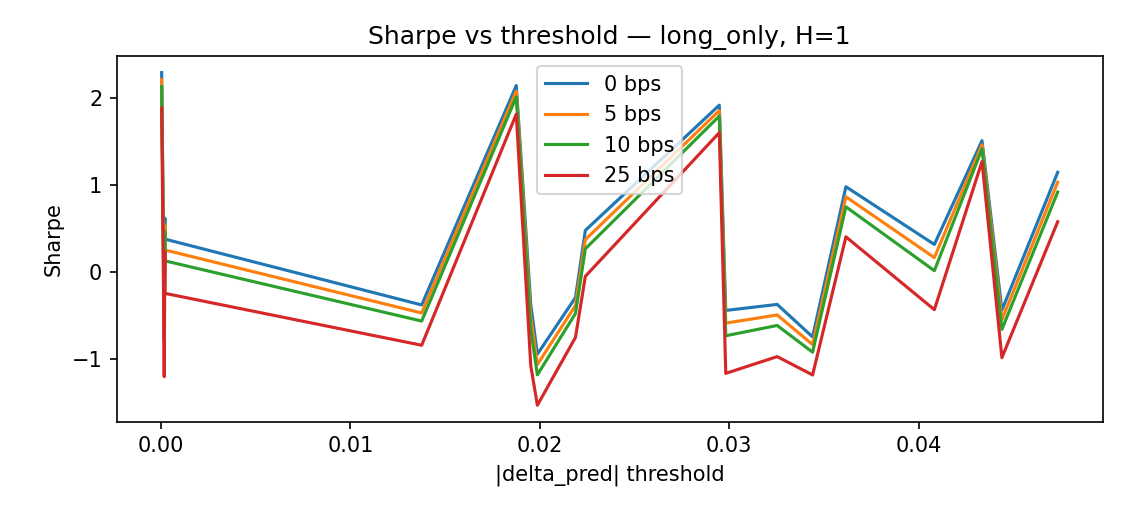 Sharpe vs threshold — long_only, H=1
0 bps
5 bps
10 bps
25 bps
Sharpe
2
1
0
−1
0.00 0.01 0.02 0.03 0.04
|delta_pred| threshold